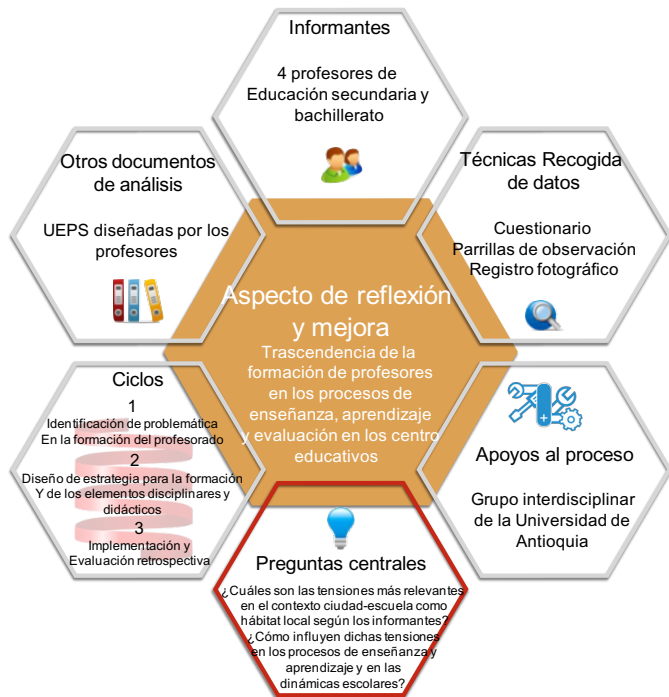 Informantes
4 profesores de
Educación secundaria y
bachillerato
Otros documentos
de análisis
UEPS diseñadas por los
profesores
Técnicas Recogida
de datos
Cuestionario
Parrillas de observación
Registro fotográfico
Aspecto de reflexión
y mejora
Trascendencia de la
formación de profesores
en los procesos de
enseñanza, aprendizaje
y evaluación en los centro
educativos
Ciclos
1
Identificación de problemática
En la formación del profesorado
2
Diseño de estrategia para la formación
Y de los elementos disciplinares y
didácticos
3
Implementación y
Evaluación retrospectiva
Apoyos al proceso
Grupo interdisciplinar
de la Universidad de
Antioquia
Preguntas centrales
¿Cuáles son las tensiones más relevantes
en el contexto ciudad-escuela como
hábitat local según los informantes?
¿Cómo influyen dichas tensiones
en los procesos de enseñanza y
aprendizaje y en las
dinámicas escolares?